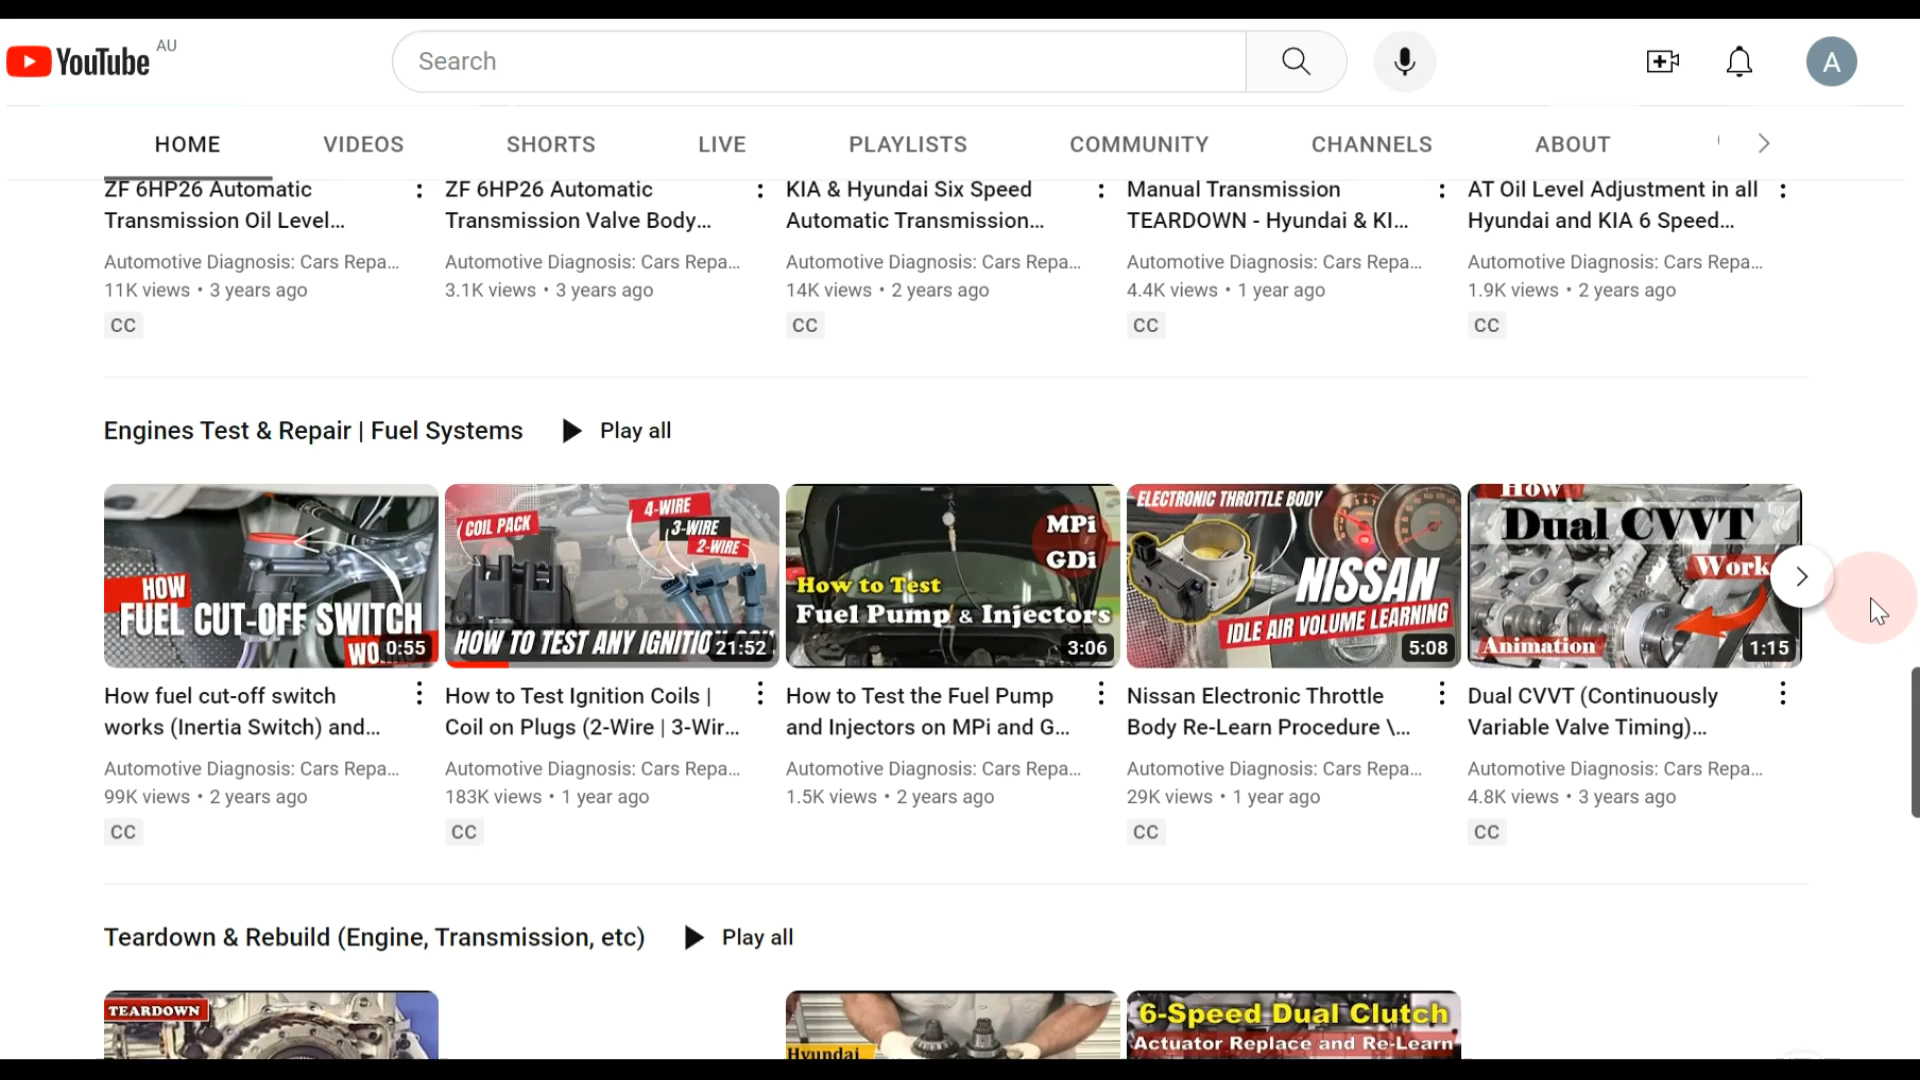 YouTube AU
Search
A
HOME VIDEOS SHORTS LIVE PLAYLISTS COMMUNITY CHANNELS ABOUT
ZF 6HP26 Automatic
Transmission Oil Level...
Automotive Diagnosis: Cars Repa...
11K views • 3 years ago
CC
ZF 6HP26 Automatic
Transmission Valve Body...
Automotive Diagnosis: Cars Repa...
3.1K views • 3 years ago
KIA & Hyundai Six Speed
Automatic Transmission...
Automotive Diagnosis: Cars Repa...
14K views • 2 years ago
CC
Manual Transmission
TEARDOWN - Hyundai & KI...
Automotive Diagnosis: Cars Repa...
4.4K views • 1 year ago
CC
AT Oil Level Adjustment in all
Hyundai and KIA 6 Speed...
Automotive Diagnosis: Cars Repa...
1.9K views • 2 years ago
CC
Engines Test & Repair | Fuel Systems Play all
HOW
FUEL CUT-OFF SWITCH
WO
0:55
How fuel cut-off switch
works (Inertia Switch) and...
Automotive Diagnosis: Cars Repa...
99K views • 2 years ago
CC
4-WIRE
COIL PACK
3-WIRE
2-WIRE
HOW TO TEST ANY IGNITIO
21:52
How to Test Ignition Coils |
Coil on Plugs (2-Wire | 3-Wir...
Automotive Diagnosis: Cars Repa...
183K views • 1 year ago
CC
MPi
GDi
How to Test
Fuel Pump & Injectors
3:06
How to Test the Fuel Pump
and Injectors on MPi and G...
Automotive Diagnosis: Cars Repa...
1.5K views • 2 years ago
ELECTRONIC THROTTLE BODY
NISSAN
IDLE AIR VOLUME LEARNING
5:08
Nissan Electronic Throttle
Body Re-Learn Procedure \...
Automotive Diagnosis: Cars Repa...
29K views • 1 year ago
CC
How
Dual CVVT
Work
Animation
1:15
Dual CVVT (Continuously
Variable Valve Timing)...
Automotive Diagnosis: Cars Repa...
4.8K views • 3 years ago
CC
Teardown & Rebuild (Engine, Transmission, etc) Play all
TEARDOWN
Hyundai
6-Speed Dual Clutch
Actuator Replace and Re-Learn